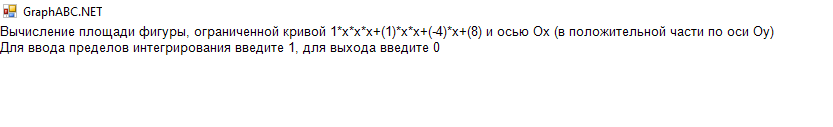 GraphABC.NET
Вычисление площади фигуры, ограниченной кривой 1*x*x*x+(1)*x*x+(-4)*x+(8) и осью Ox (в положительной части по оси Oy)
Для ввода пределов интегрирования введите 1, для выхода введите 0